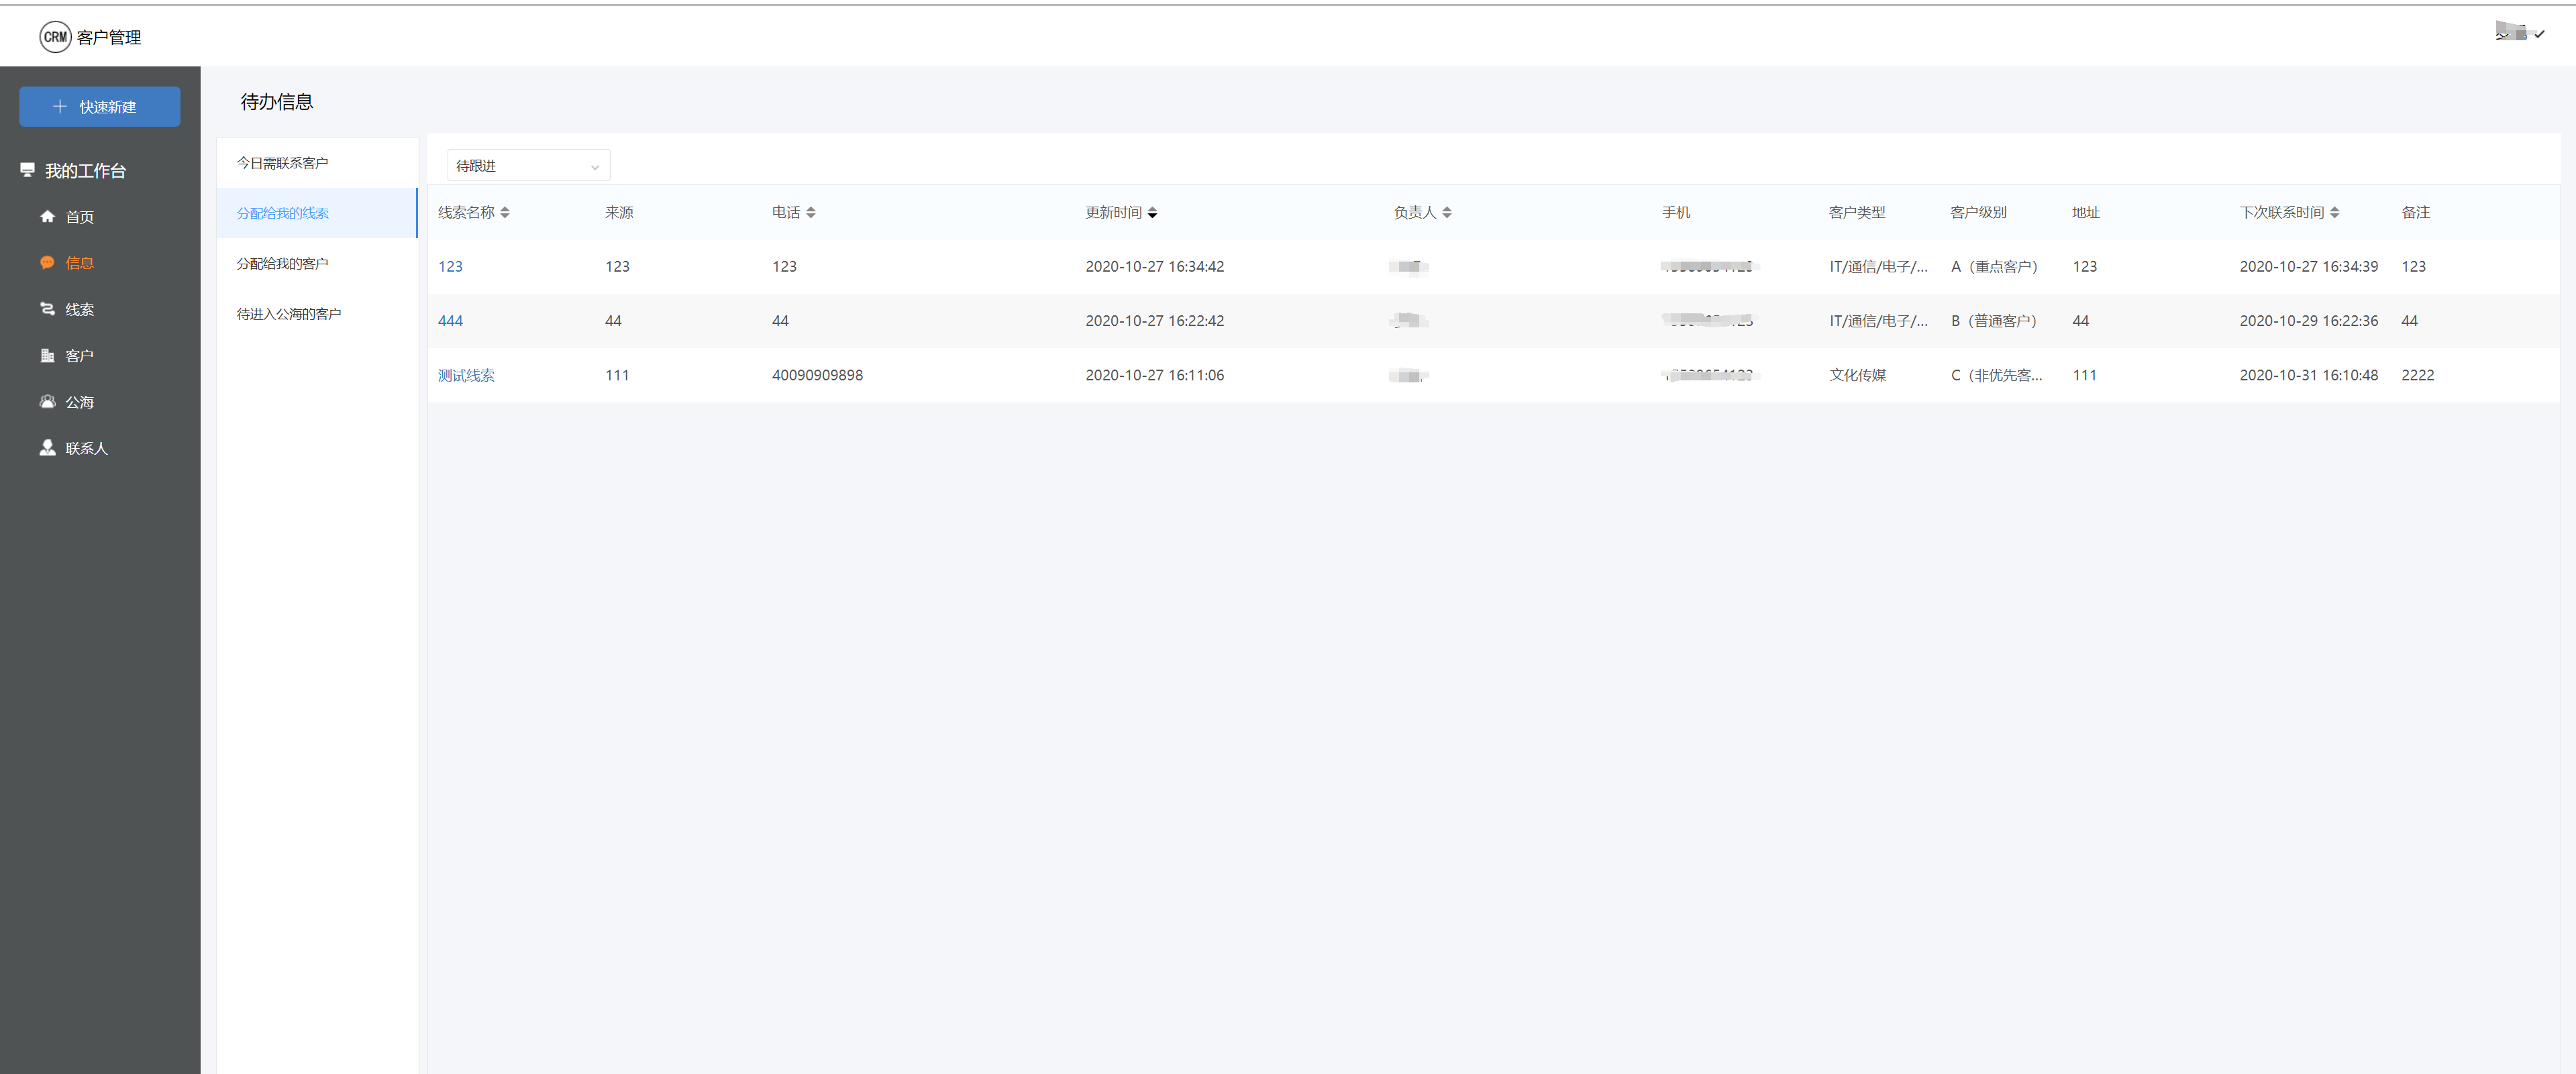 CRM 客户管理
快速新建
我的工作台
首页
信息
线索
客户
公海
联系人
待办信息
今日需联系客户
分配给我的线索
分配给我的客户
待进入公海的客户
待跟进
线索名称 来源 电话 更新时间 负责人 手机 客户类型 客户级别 地址 下次联系时间 备注
123 123 123 2020-10-27 16:34:42 IT/通信/电子/... A（重点客户） 123 2020-10-27 16:34:39 123
444 44 44 2020-10-27 16:22:42 IT/通信/电子/... B（普通客户） 44 2020-10-29 16:22:36 44
测试线索 111 40090909898 2020-10-27 16:11:06 文化传媒 C（非优先客... 111 2020-10-31 16:10:48 2222